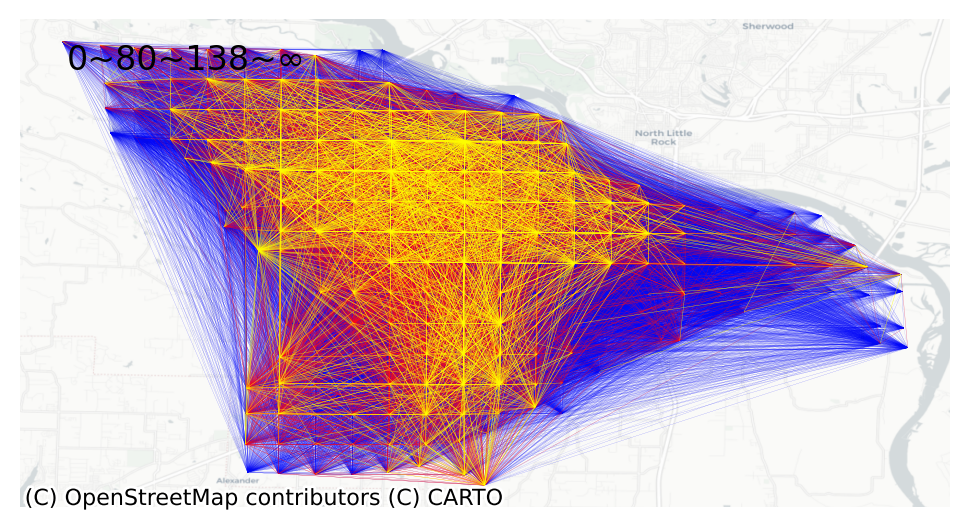 Sherwood
0~80~138~∞
North Little
Rock
Alexander
(C) OpenStreetMap contributors (C) CARTO